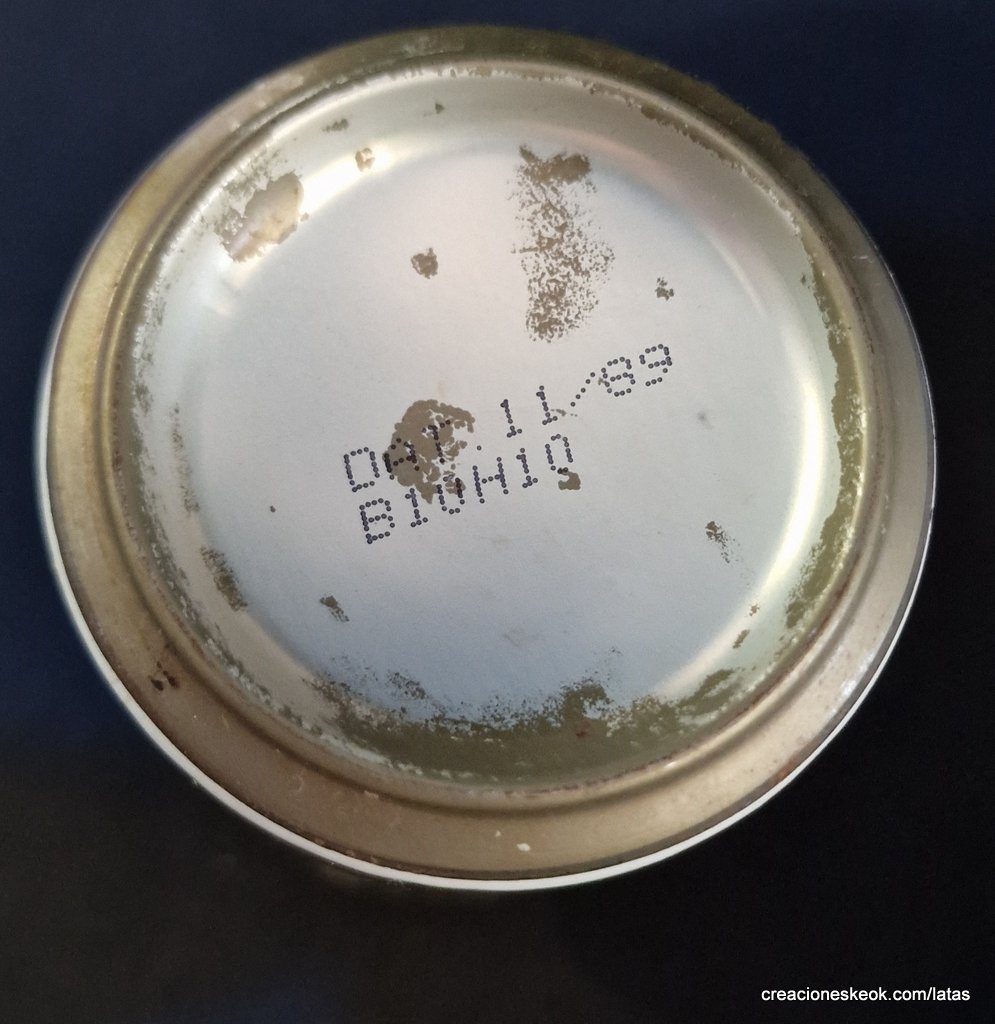 DAT. 11/89
B10H10
creacioneskeok.com/latas